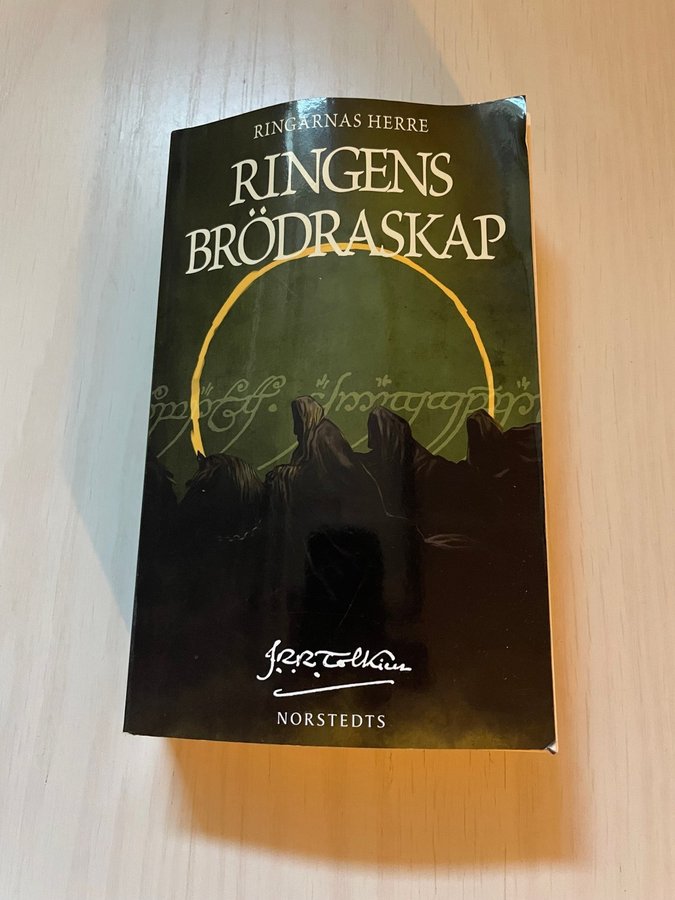 RINGARNAS HERRE
RINGENS
BRÖDRASKAP
J.R.R. Tolkien
NORSTEDTS